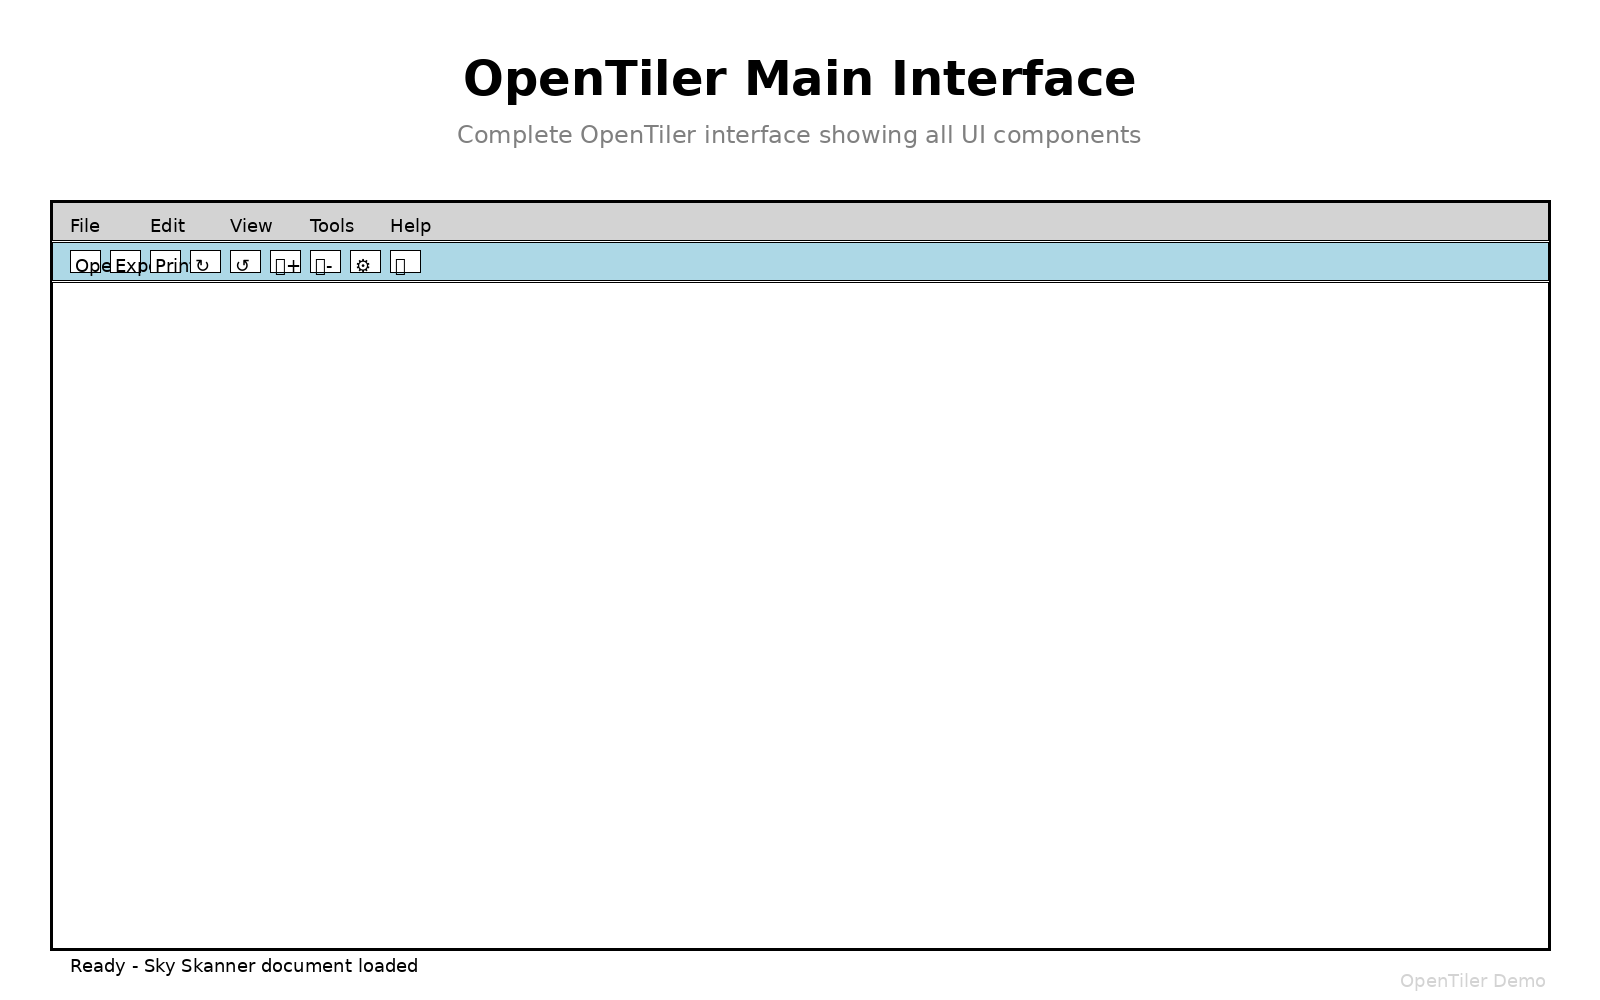 OpenTiler Main Interface
Complete OpenTiler interface showing all UI components
File Edit View Tools Help
Ope Exp Prin ↻ ↺ + - ⚙
Ready - Sky Skanner document loaded
OpenTiler Demo